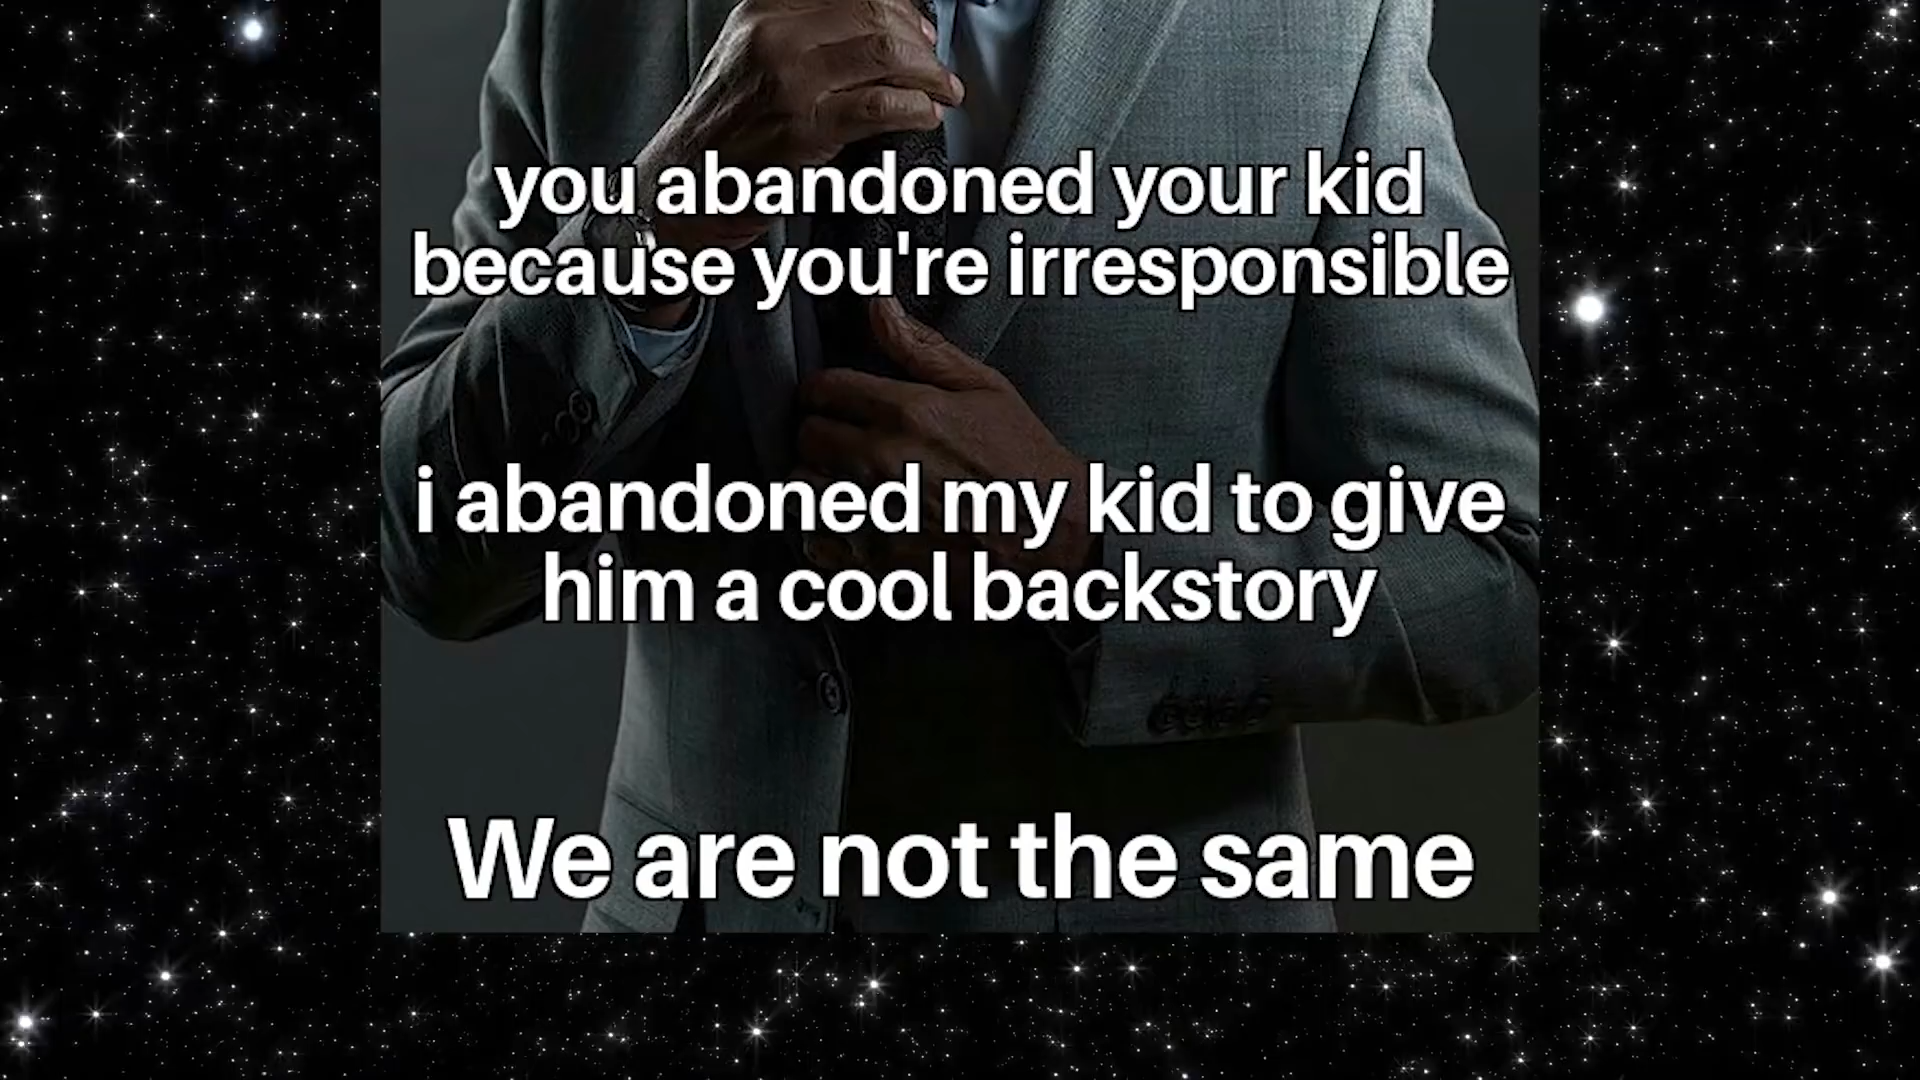 you abandoned your kid
because you're irresponsible
i abandoned my kid to give
him a cool backstory
We are not the same